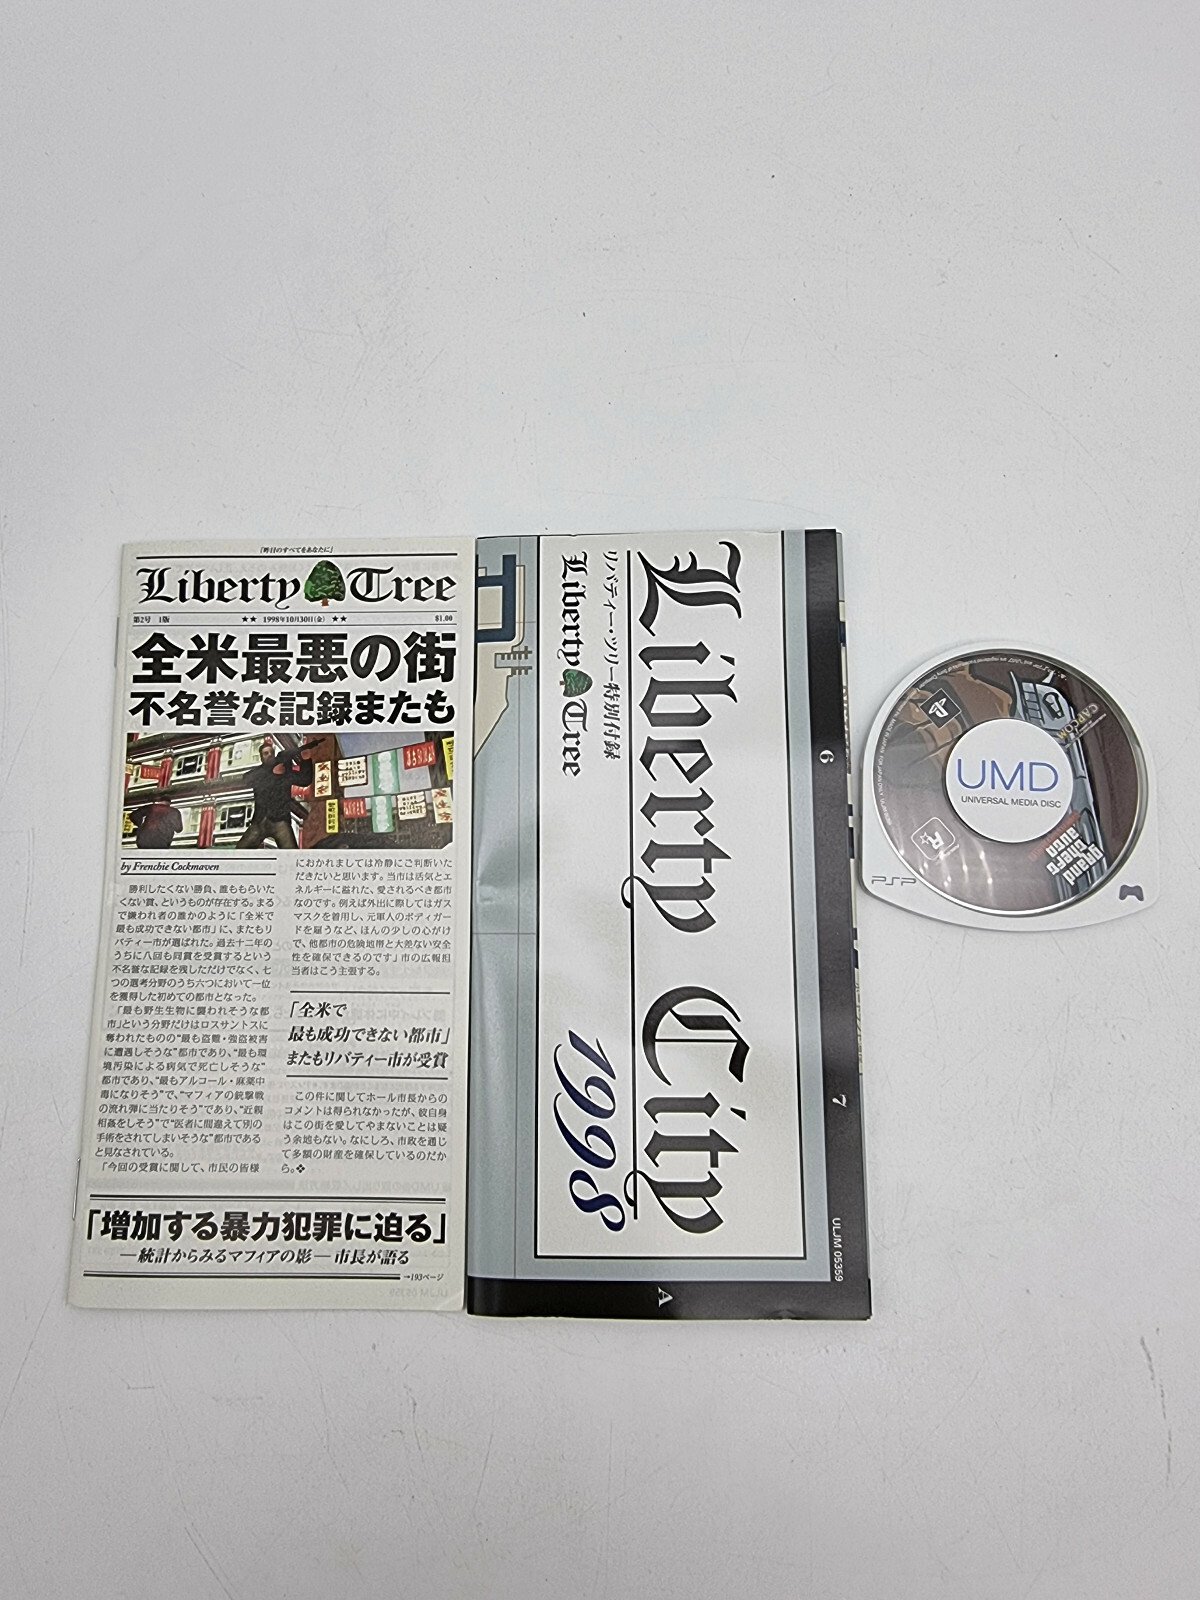 「昨日のすべてをあなたに」
Liberty Tree
第2号 1版 ★★ 1998年10月30日(金) ★★ $1.00
全米最悪の街
不名誉な記録またも
by Frenchie Cockmaven
勝利したくない勝負、誰ももらいた
くない賞、というものが存在する。まる
で嫌われ者の誰かのように「全米で
最も成功できない都市」に、またもリ
バティー市が選ばれた。過去十二年の
うちに八回も同賞を受賞するという
不名誉な記録を残しただけでなく、七
つの選考分野のうち六つにおいて一位
を獲得した初めての都市となった。
「最も野生生物に襲われそうな都
市」という分野だけはロスサントスに
奪われたものの“最も盗難・強盗被害
に遭遇しそうな”都市であり、“最も環
境汚染による病気で死亡しそうな”
都市であり、“最もアルコール・麻薬中
毒になりそう”で、“マフィアの銃撃戦
の流れ弾に当たりそう”であり、“近親
相姦をしそう”で“医者に間違えて別の
手術をされてしまいそうな”都市である
と見なされている。
「今回の受賞に関して、市民の皆様
におかれましては冷静にご判断いた
だきたいと思います。当市は活気とエ
ネルギーに溢れた、愛されるべき都市
なのです。例えば外出に際してはガス
マスクを着用し、元軍人のボディガー
ドを雇うなど、ほんの少しの心がけ
で、他都市の危険地帯と大差ない安全
性を確保できるのです」市の広報担
当者はこう主張する。
「全米で
最も成功できない都市」
またもリバティー市が受賞
この件に関してホール市長からの
コメントは得られなかったが、彼自身
はこの街を愛してやまないことは疑
う余地もない。なにしろ、市政を通じ
て多額の財産を確保しているのだか
ら。❖
「増加する暴力犯罪に迫る」
―統計からみるマフィアの影―市長が語る
→193ページ
Liberty City
1998
リバティー・ツリー特別付録
Liberty Tree
6
7
A
ULJM 05359
UMD
UNIVERSAL MEDIA DISC
PSP
CAPCOM
grand
theft
auto